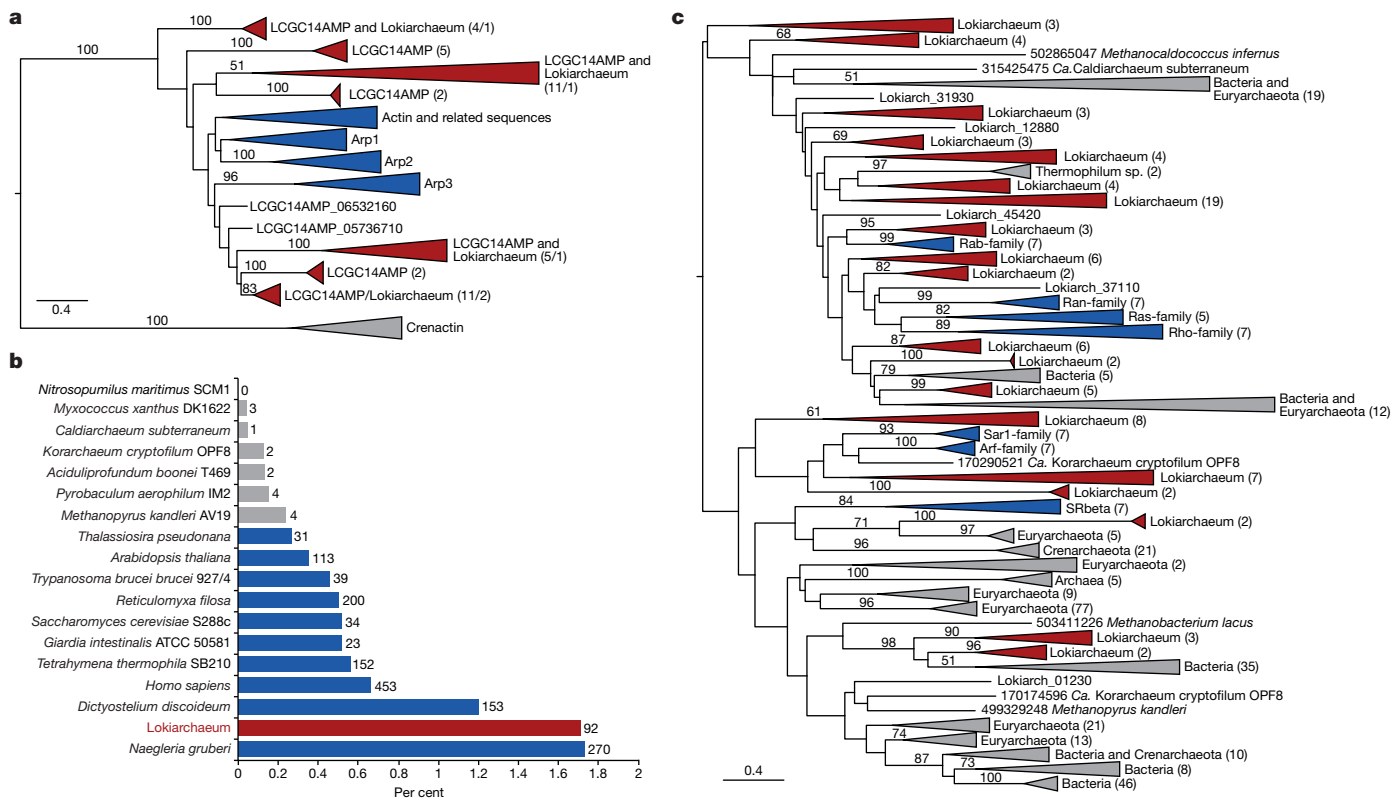 a
100
LCGC14AMP and Lokiarchaeum (4/1)
100
100
LCGC14AMP (5)
51
LCGC14AMP and
Lokiarchaeum
(11/1)
100
LCGC14AMP (2)
Actin and related sequences
Arp1
100
Arp2
96
Arp3
LCGC14AMP_06532160
LCGC14AMP_05736710
100
LCGC14AMP and
Lokiarchaeum (5/1)
100
LCGC14AMP (2)
83
LCGC14AMP/Lokiarchaeum (11/2)
0.4
100
Crenactin
b
Nitrosopumilus maritimus SCM1 0
Myxococcus xanthus DK1622 3
Caldiarchaeum subterraneum 1
Korarchaeum cryptofilum OPF8 2
Aciduliprofundum boonei T469 2
Pyrobaculum aerophilum IM2 4
Methanopyrus kandleri AV19 4
Thalassiosira pseudonana 31
Arabidopsis thaliana 113
Trypanosoma brucei brucei 927/4 39
Reticulomyxa filosa 200
Saccharomyces cerevisiae S288c 34
Giardia intestinalis ATCC 50581 23
Tetrahymena thermophila SB210 152
Homo sapiens 453
Dictyostelium discoideum 153
Lokiarchaeum 92
Naegleria gruberi 270
0 0.2 0.4 0.6 0.8 1 1.2 1.4 1.6 1.8 2
Per cent
c
Lokiarchaeum (3)
68
Lokiarchaeum (4)
502865047 Methanocaldococcus infernus
315425475 Ca.Caldiarchaeum subterraneum
51
Bacteria and
Euryarchaeota (19)
Lokiarch_31930
Lokiarchaeum (3)
Lokiarch_12880
69
Lokiarchaeum (3)
Lokiarchaeum (4)
97
Thermophilum sp. (2)
Lokiarchaeum (4)
Lokiarchaeum (19)
Lokiarch_45420
95
Lokiarchaeum (3)
99
Rab-family (7)
Lokiarchaeum (6)
82
Lokiarchaeum (2)
Lokiarch_37110
99
Ran-family (7)
82
Ras-family (5)
89
Rho-family (7)
87
Lokiarchaeum (6)
100
Lokiarchaeum (2)
79
Bacteria (5)
99
Lokiarchaeum (5)
Bacteria and
Euryarchaeota (12)
61
Lokiarchaeum (8)
93
Sar1-family (7)
100
Arf-family (7)
170290521 Ca. Korarchaeum cryptofilum OPF8
Lokiarchaeum (7)
100
Lokiarchaeum (2)
84
SRbeta (7)
100
Lokiarchaeum (2)
71
97
Euryarchaeota (5)
96
Crenarchaeota (21)
Euryarchaeota (2)
100
Archaea (5)
Euryarchaeota (9)
96
Euryarchaeota (77)
503411226 Methanobacterium lacus
90
Lokiarchaeum (3)
98
96
Lokiarchaeum (2)
51
Bacteria (35)
Lokiarch_01230
170174596 Ca. Korarchaeum cryptofilum OPF8
499329248 Methanopyrus kandleri
Euryarchaeota (21)
74
Euryarchaeota (13)
87
Bacteria and Crenarchaeota (10)
73
Bacteria (8)
100
Bacteria (46)
0.4